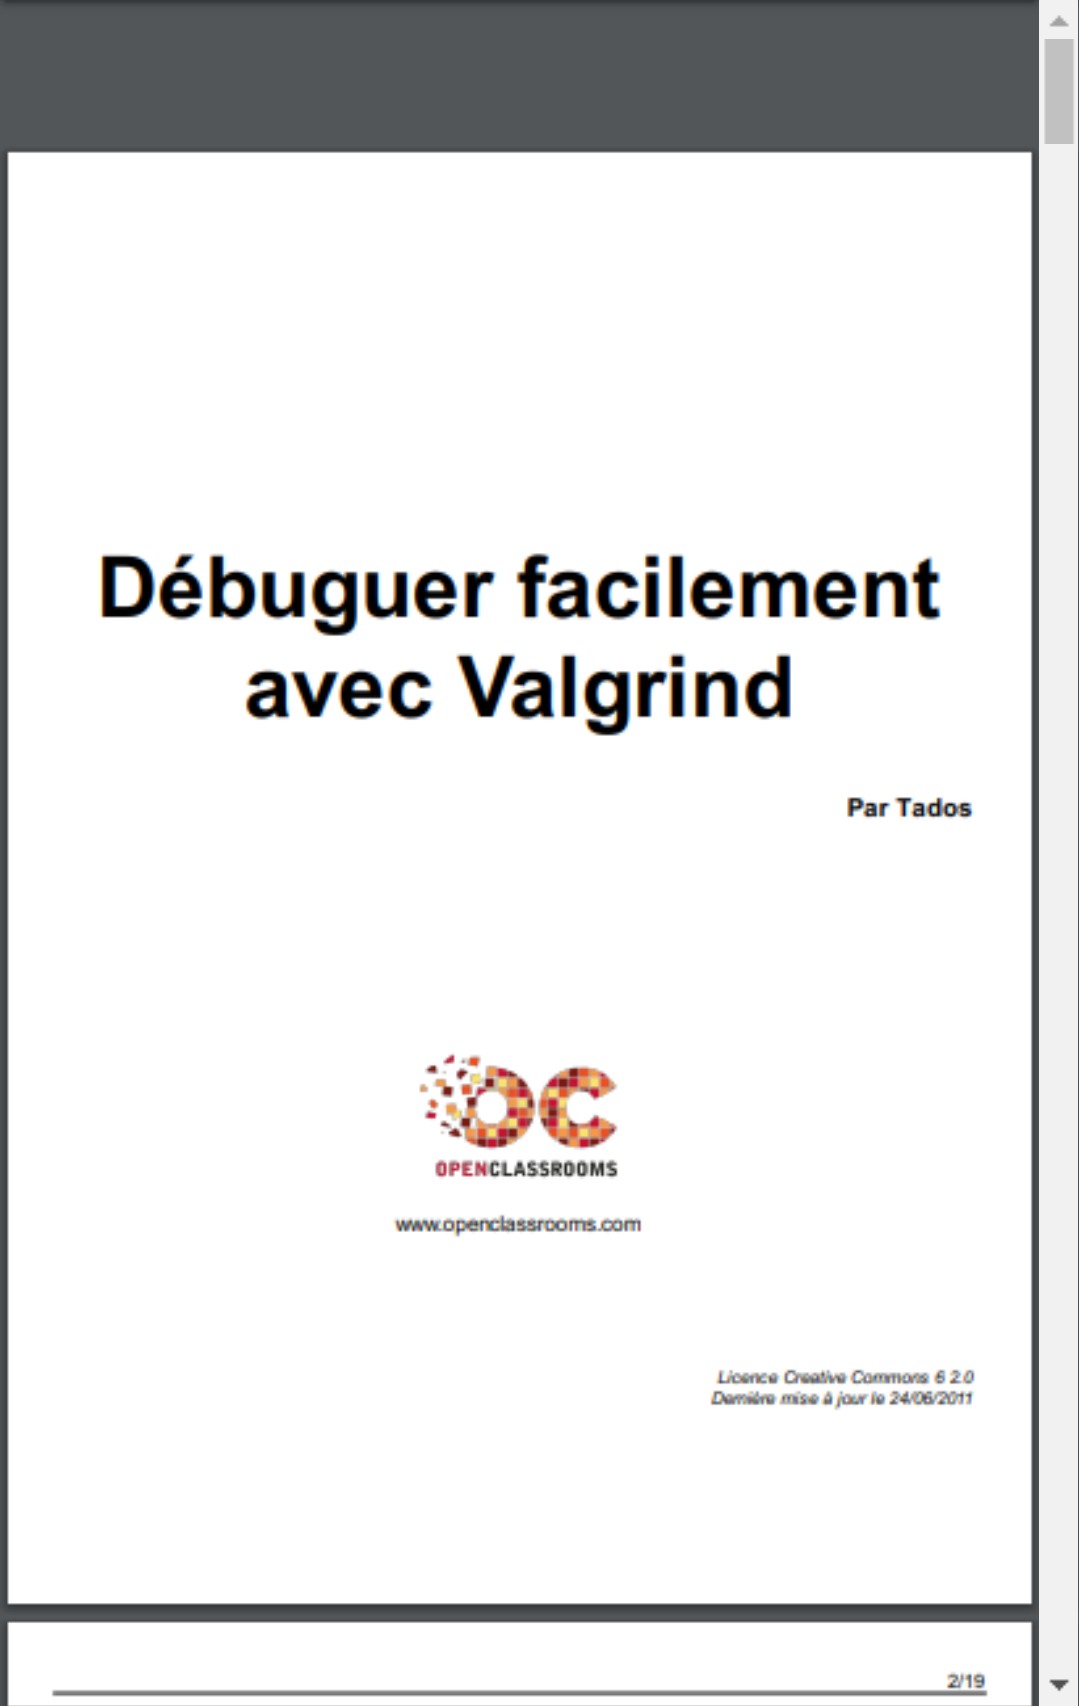 Débuguer facilement
avec Valgrind
Par Tados
OC
OPENCLASSROOMS
www.openclassrooms.com
Licence Creative Commons 6 2.0
Dernière mise à jour le 24/06/2011
2/19